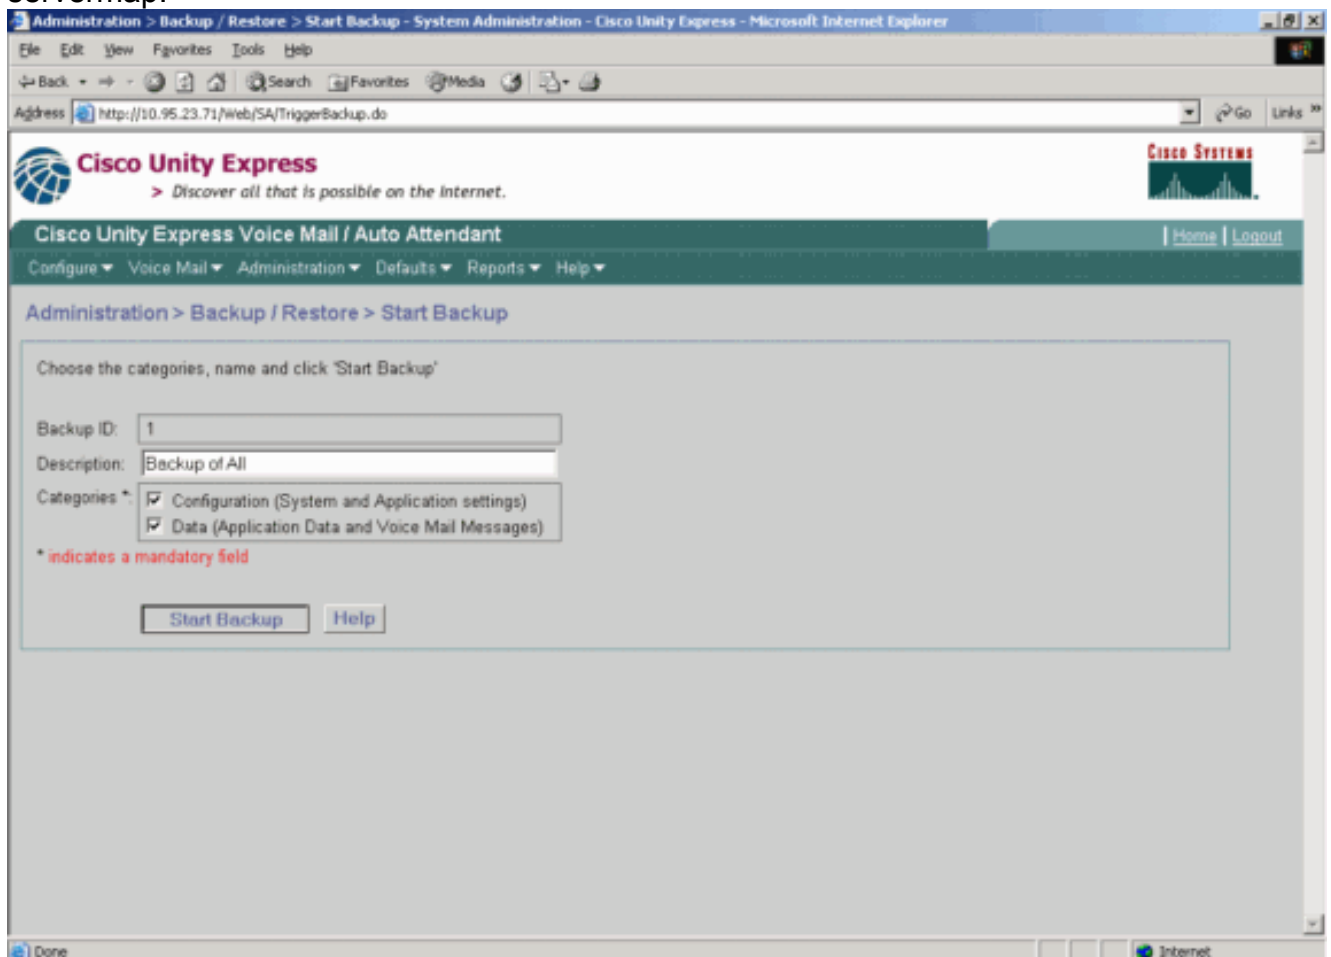 servermap.
Administration > Backup / Restore > Start Backup - System Administration - Cisco Unity Express - Microsoft Internet Explorer
File Edit View Favorites Tools Help
Back Search Favorites Media
Address http://10.95.23.71/Web/SA/TriggerBackup.do Go Links »
Cisco Unity Express
> Discover all that is possible on the Internet.
CISCO SYSTEMS
Cisco Unity Express Voice Mail / Auto Attendant
Home | Logout
Configure Voice Mail Administration Defaults Reports Help
Administration > Backup / Restore > Start Backup
Choose the categories, name and click 'Start Backup'
Backup ID: 1
Description: Backup of All
Categories *: Configuration (System and Application settings)
Data (Application Data and Voice Mail Messages)
* indicates a mandatory field
Start Backup Help
Done Internet